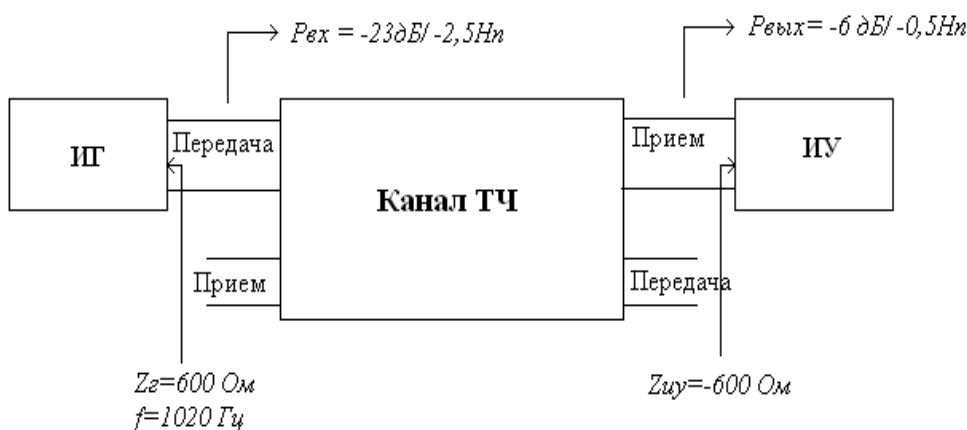 Pвх = -23дБ/ -2,5Нп
Pвых= -6 дБ/ -0,5Нп
ИГ
Передача
Канал ТЧ
Прием
ИУ
Прием
Передача
Zг=600 Ом
f=1020 Гц
Zиу=-600 Ом